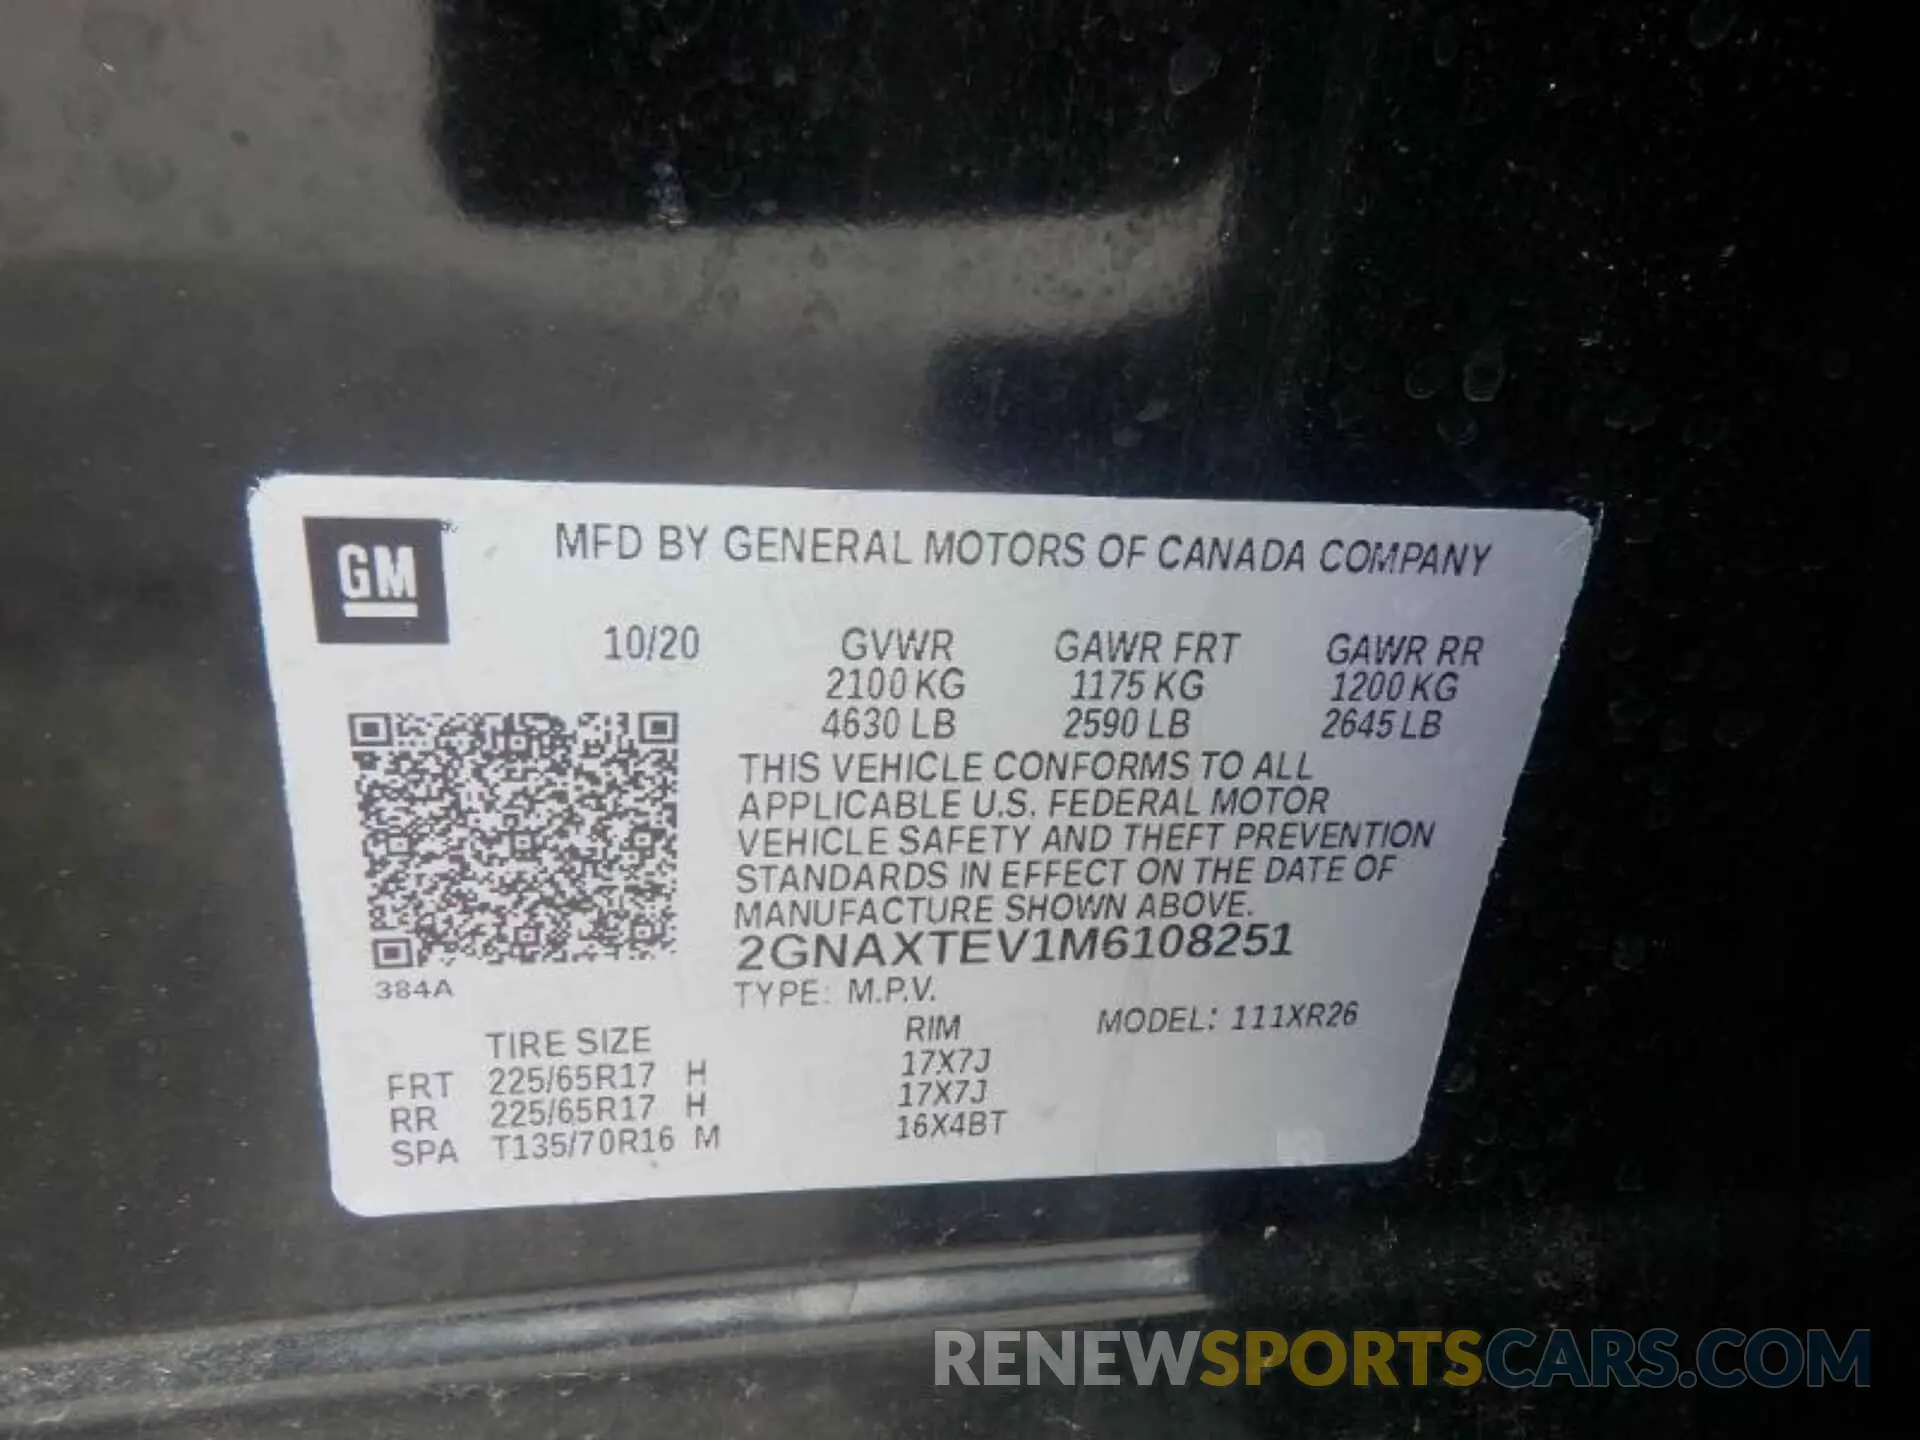 GM
MFD BY GENERAL MOTORS OF CANADA COMPANY
10/20 GVWR GAWR FRT GAWR RR
2100 KG 1175 KG 1200 KG
4630 LB 2590 LB 2645 LB
THIS VEHICLE CONFORMS TO ALL
APPLICABLE U.S. FEDERAL MOTOR
VEHICLE SAFETY AND THEFT PREVENTION
STANDARDS IN EFFECT ON THE DATE OF
MANUFACTURE SHOWN ABOVE.
2GNAXTEV1M6108251
384A
TYPE: M.P.V.
MODEL: 111XR26
TIRE SIZE RIM
FRT 225/65R17 H 17X7J
RR 225/65R17 H 17X7J
SPA T135/70R16 M 16X4BT
RENEWSPORTSCARS.COM